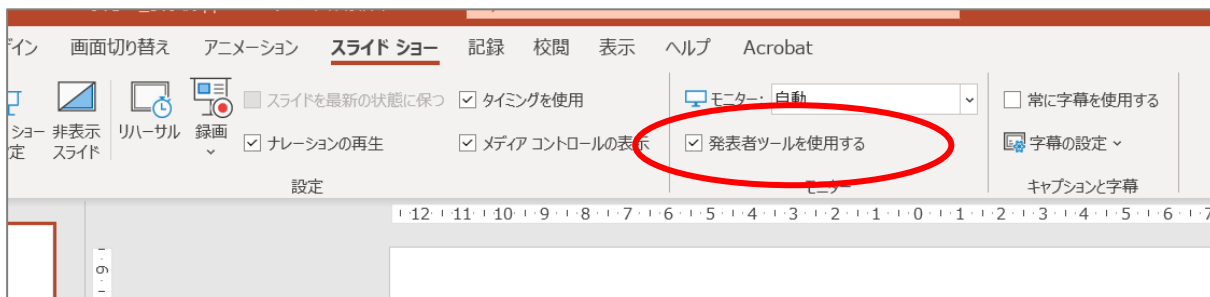 画面切り替え アニメーション スライド ショー 記録 校閲 表示 ヘルプ Acrobat
ショー 非表示 スライド リハーサル 録画
スライドを最新の状態に保つ タイミングを使用
ナレーションの再生 メディア コントロールの表示
設定
モニター: 自動
発表者ツールを使用する
モニター
常に字幕を使用する
字幕の設定
キャプションと字幕
12 11 10 9 8 7 6 5 4 3 2 1 0 1 2 3 4 5 6 7
9